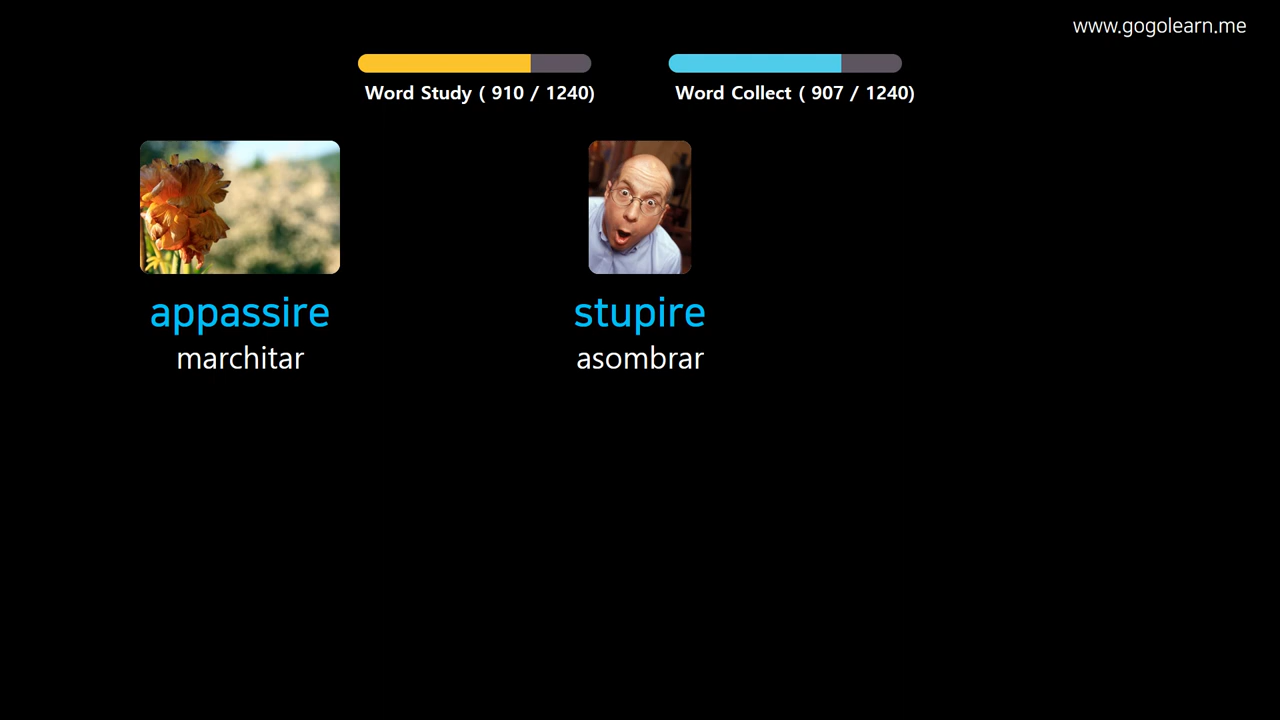 www.gogolearn.me
Word Study ( 910 / 1240)
Word Collect ( 907 / 1240)
appassire
marchitar
stupire
asombrar